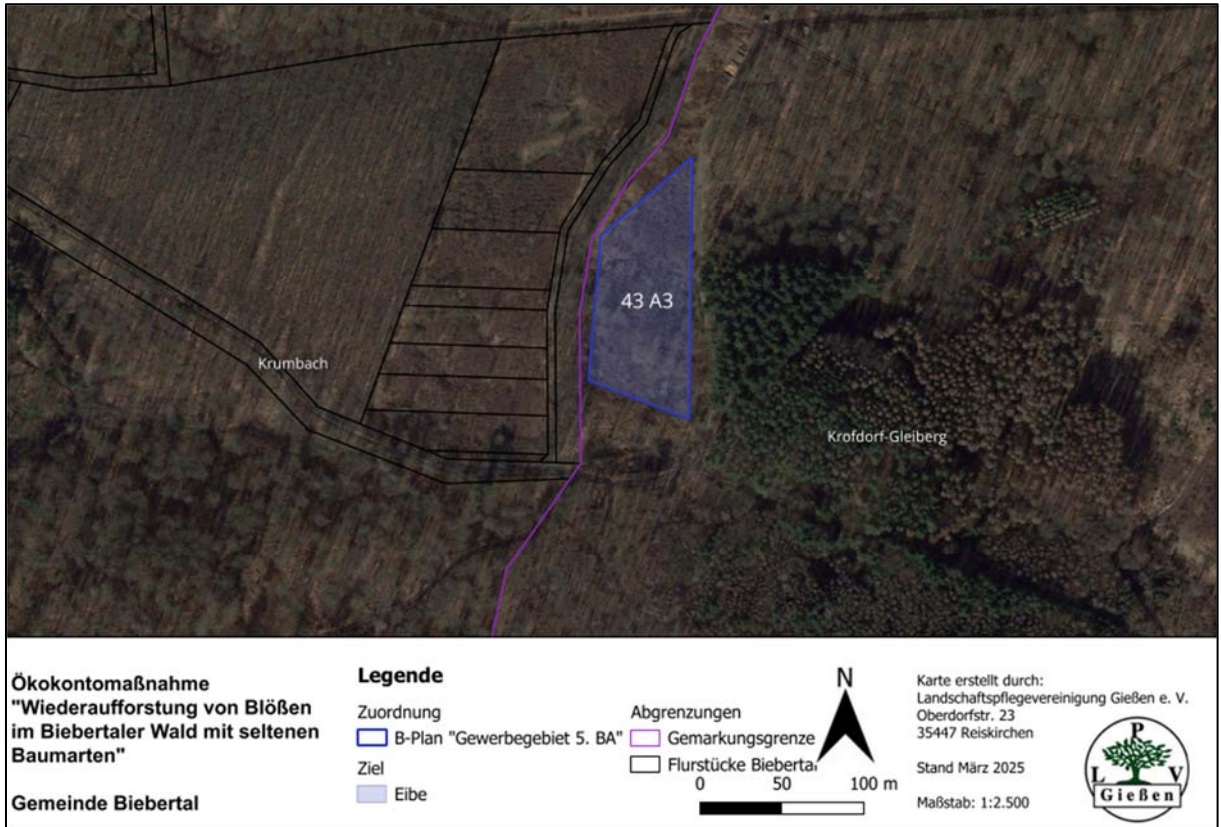 43 A3
Krumbach
Krofdorf-Gleiberg
Ökokontomaßnahme
"Wiederaufforstung von Blößen
im Biebertaler Wald mit seltenen
Baumarten"
Gemeinde Biebertal
Legende
Zuordnung
B-Plan "Gewerbegebiet 5. BA"
Ziel
Eibe
Abgrenzungen
Gemarkungsgrenze
Flurstücke Biebertal
N
0 50 100 m
Karte erstellt durch:
Landschaftspflegevereinigung Gießen e. V.
Oberdorfstr. 23
35447 Reiskirchen
Stand März 2025
Maßstab: 1:2.500
P
L V
Gießen